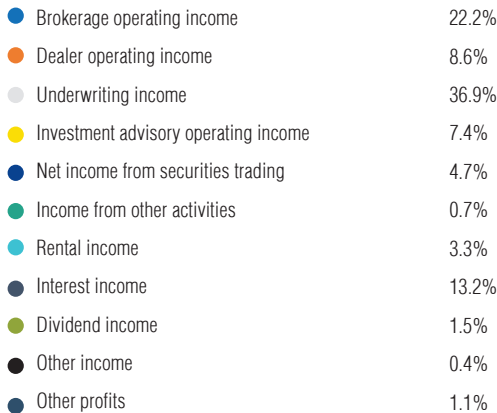 Brokerage operating income 22.2%
Dealer operating income 8.6%
Underwriting income 36.9%
Investment advisory operating income 7.4%
Net income from securities trading 4.7%
Income from other activities 0.7%
Rental income 3.3%
Interest income 13.2%
Dividend income 1.5%
Other income 0.4%
Other profits 1.1%